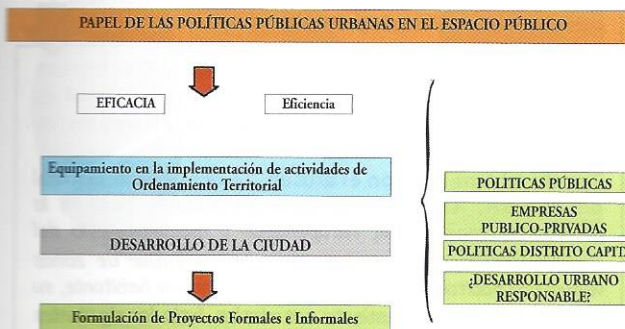 PAPEL DE LAS POLÍTICAS PÚBLICAS URBANAS EN EL ESPACIO PÚBLICO
EFICACIA
Eficiencia
Equipamiento en la implementación de actividades de
Ordenamiento Territorial
DESARROLLO DE LA CIUDAD
Formulación de Proyectos Formales e Informales
POLITICAS PÚBLICAS
EMPRESAS
PUBLICO-PRIVADAS
POLITICAS DISTRITO
¿DESARROLLO URBANO
RESPONSABLE?